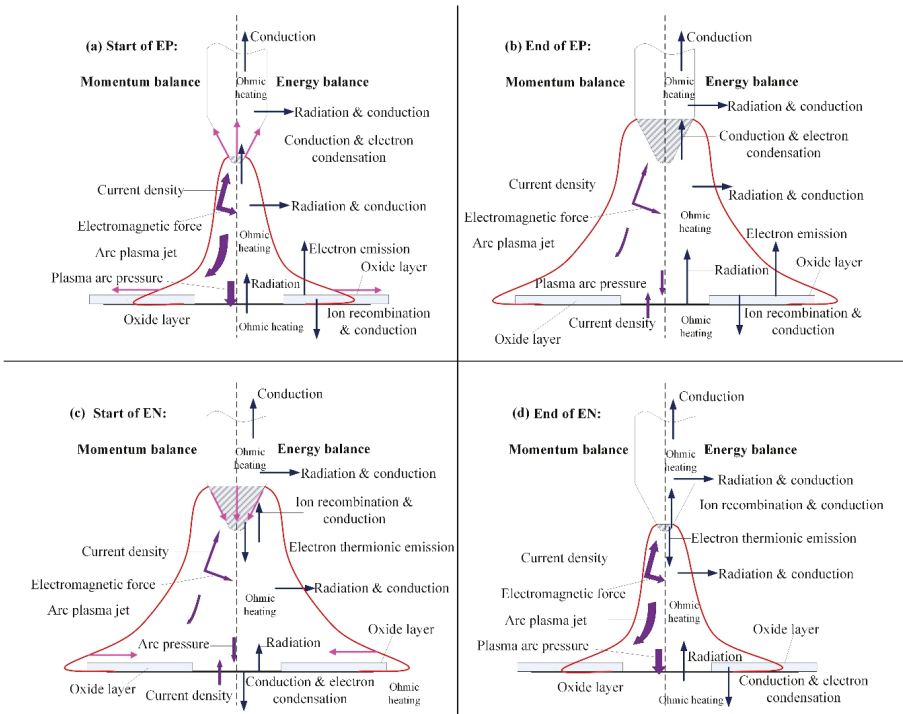 (a) Start of EP:
Conduction
Momentum balance
Ohmic
heating
Energy balance
Radiation & conduction
Conduction & electron
condensation
Current density
Radiation & conduction
Electromagnetic force
Arc plasma jet
Ohmic
heating
Electron emission
Oxide layer
Plasma arc pressure
Radiation
Oxide layer
Ion recombination
& conduction
Ohmic heating
(b) End of EP:
Conduction
Momentum balance
Ohmic
heating
Energy balance
Radiation & conduction
Conduction & electron
condensation
Current density
Radiation & conduction
Electromagnetic force
Arc plasma jet
Ohmic
heating
Electron emission
Oxide layer
Radiation
Plasma arc pressure
Oxide layer
Current density
Ohmic
heating
Ion recombination &
conduction
(c) Start of EN:
Conduction
Momentum balance
Energy balance
Ohmic
heating
Radiation & conduction
Ion recombination &
conduction
Current density
Electron thermionic emission
Electromagnetic force
Radiation & conduction
Arc plasma jet
Ohmic
heating
Arc pressure
Radiation
Oxide layer
Oxide layer
Current density
Conduction & electron
condensation
Ohmic
heating
(d) End of EN:
Conduction
Momentum balance
Energy balance
Ohmic
heating
Radiation & conduction
Ion recombination & conduction
Electron thermionic emission
Current density
Electromagnetic force
Radiation & conduction
Arc plasma jet
Ohmic
heating
Plasma arc pressure
Oxide layer
Radiation
Oxide layer
Conduction & electron
condensation
Ohmic heating